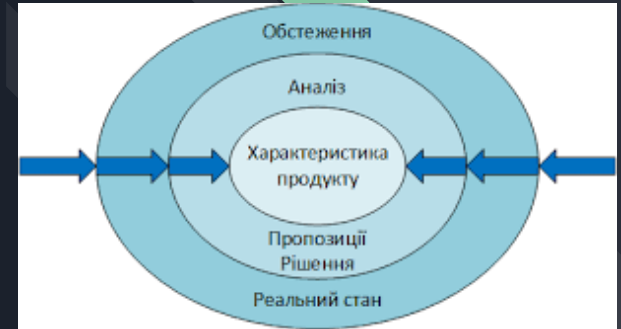 Обстеження
Аналіз
Характеристика
продукту
Пропозиції
Рішення
Реальний стан